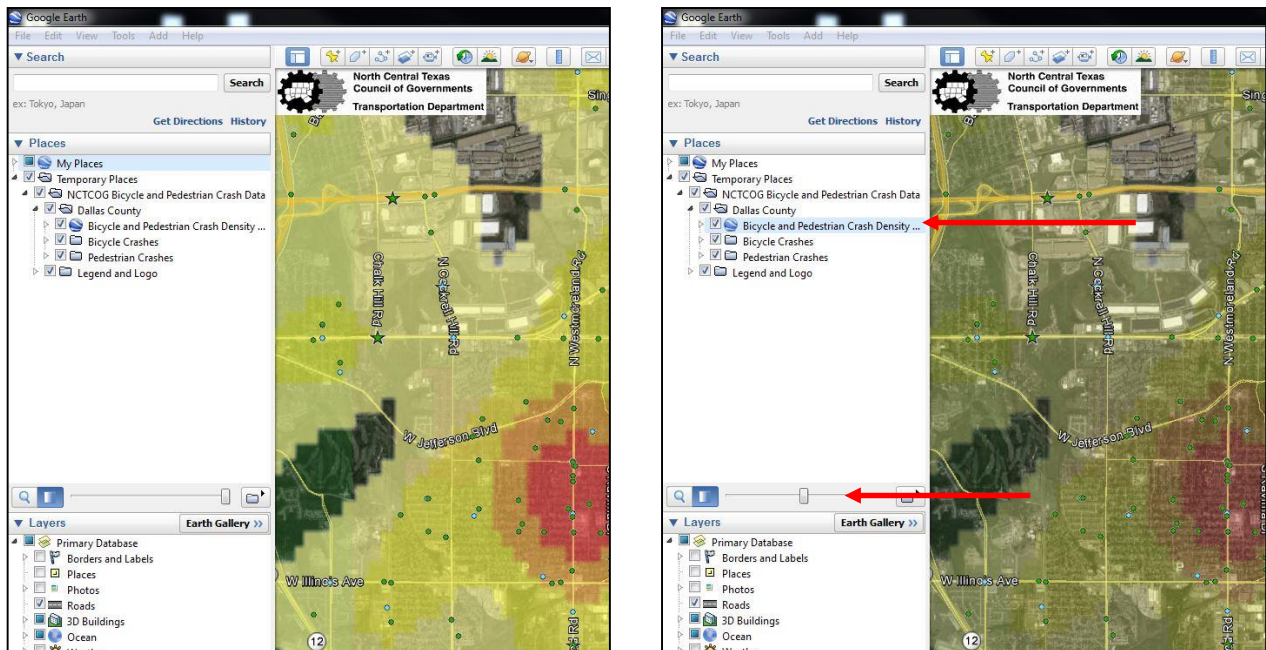 Google Earth
File Edit View Tools Add Help
Search
Search
ex: Tokyo, Japan
Get Directions History
Places
My Places
Temporary Places
NCTCOG Bicycle and Pedestrian Crash Data
Dallas County
Bicycle and Pedestrian Crash Density ...
Bicycle Crashes
Pedestrian Crashes
Legend and Logo
Layers
Earth Gallery >>
Primary Database
Borders and Labels
Places
Photos
Roads
3D Buildings
Ocean
Weather
North Central Texas
Council of Governments
Transportation Department
Sing
Chalk Hill Rd
N Cockrell Hill Rd
N Westmoreland Rd
W Jefferson Blvd
W Illinois Ave
12
Google Earth
File Edit View Tools Add Help
Search
Search
ex: Tokyo, Japan
Get Directions History
Places
My Places
Temporary Places
NCTCOG Bicycle and Pedestrian Crash Data
Dallas County
Bicycle and Pedestrian Crash Density ...
Bicycle Crashes
Pedestrian Crashes
Legend and Logo
Layers
Earth Gallery >>
Primary Database
Borders and Labels
Places
Photos
Roads
3D Buildings
Ocean
North Central Texas
Council of Governments
Transportation Department
Sing
Chalk Hill Rd
N Cockrell Hill Rd
N Westmoreland Rd
W Jefferson Blvd
W Illinois Ave
12